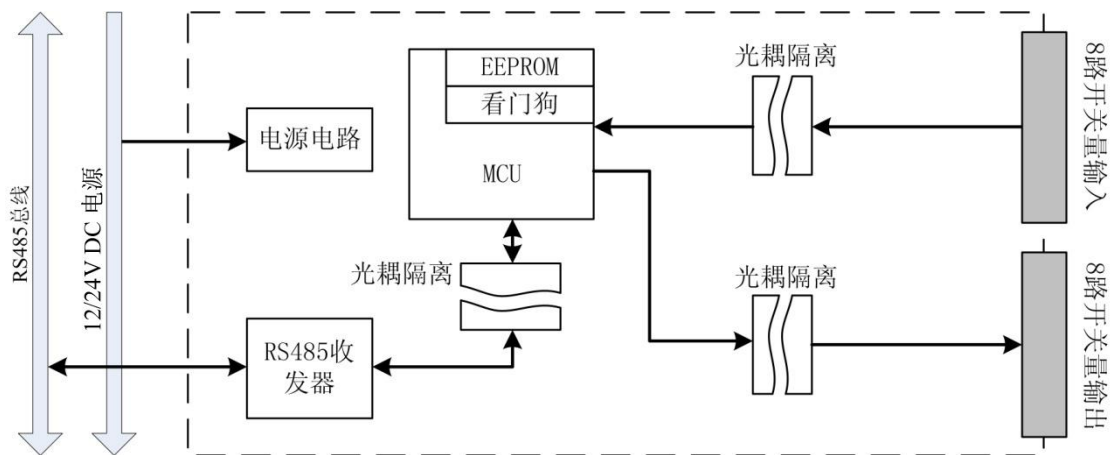 RS485总线
12/24V DC 电源
电源电路
EEPROM
看门狗
MCU
光耦隔离
8路开关量输入
光耦隔离
RS485收
发器
光耦隔离
8路开关量输出